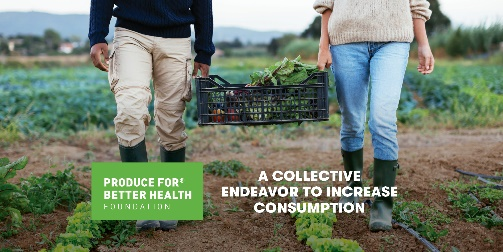 PRODUCE FOR®
BETTER HEALTH
FOUNDATION
A COLLECTIVE
ENDEAVOR TO INCREASE
CONSUMPTION